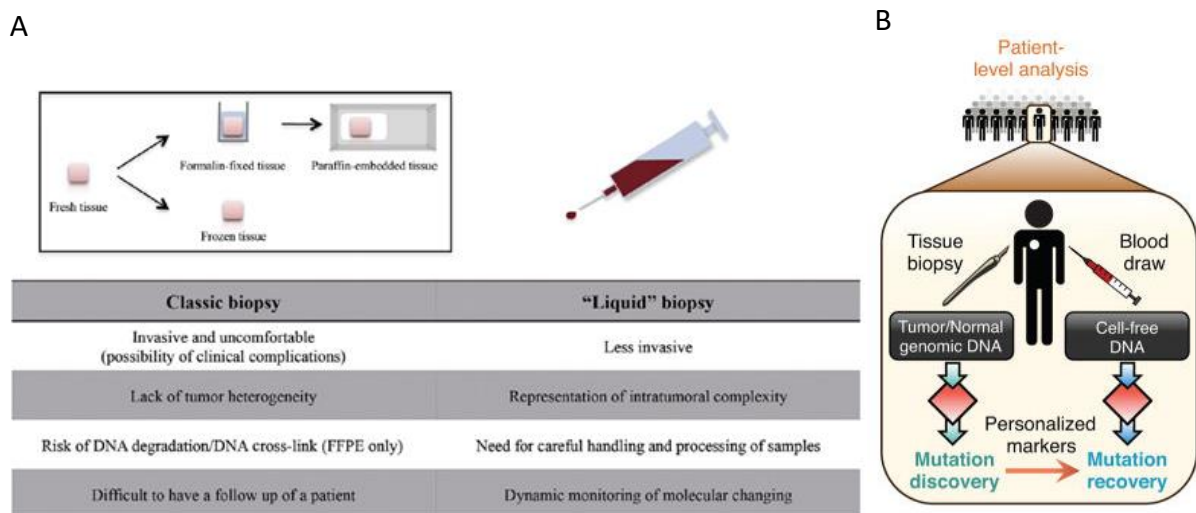 A
Fresh tissue
Formalin-fixed tissue
Paraffin-embedded tissue
Frozen tissue
Classic biopsy
“Liquid” biopsy
Invasive and uncomfortable
(possibility of clinical complications)
Less invasive
Lack of tumor heterogeneity
Representation of intratumoral complexity
Risk of DNA degradation/DNA cross-link (FFPE only)
Need for careful handling and processing of samples
Difficult to have a follow up of a patient
Dynamic monitoring of molecular changing
B
Patient-
level analysis
Tissue
biopsy
Blood
draw
Tumor/Normal
genomic DNA
Cell-free
DNA
Personalized
markers
Mutation
discovery
Mutation
recovery